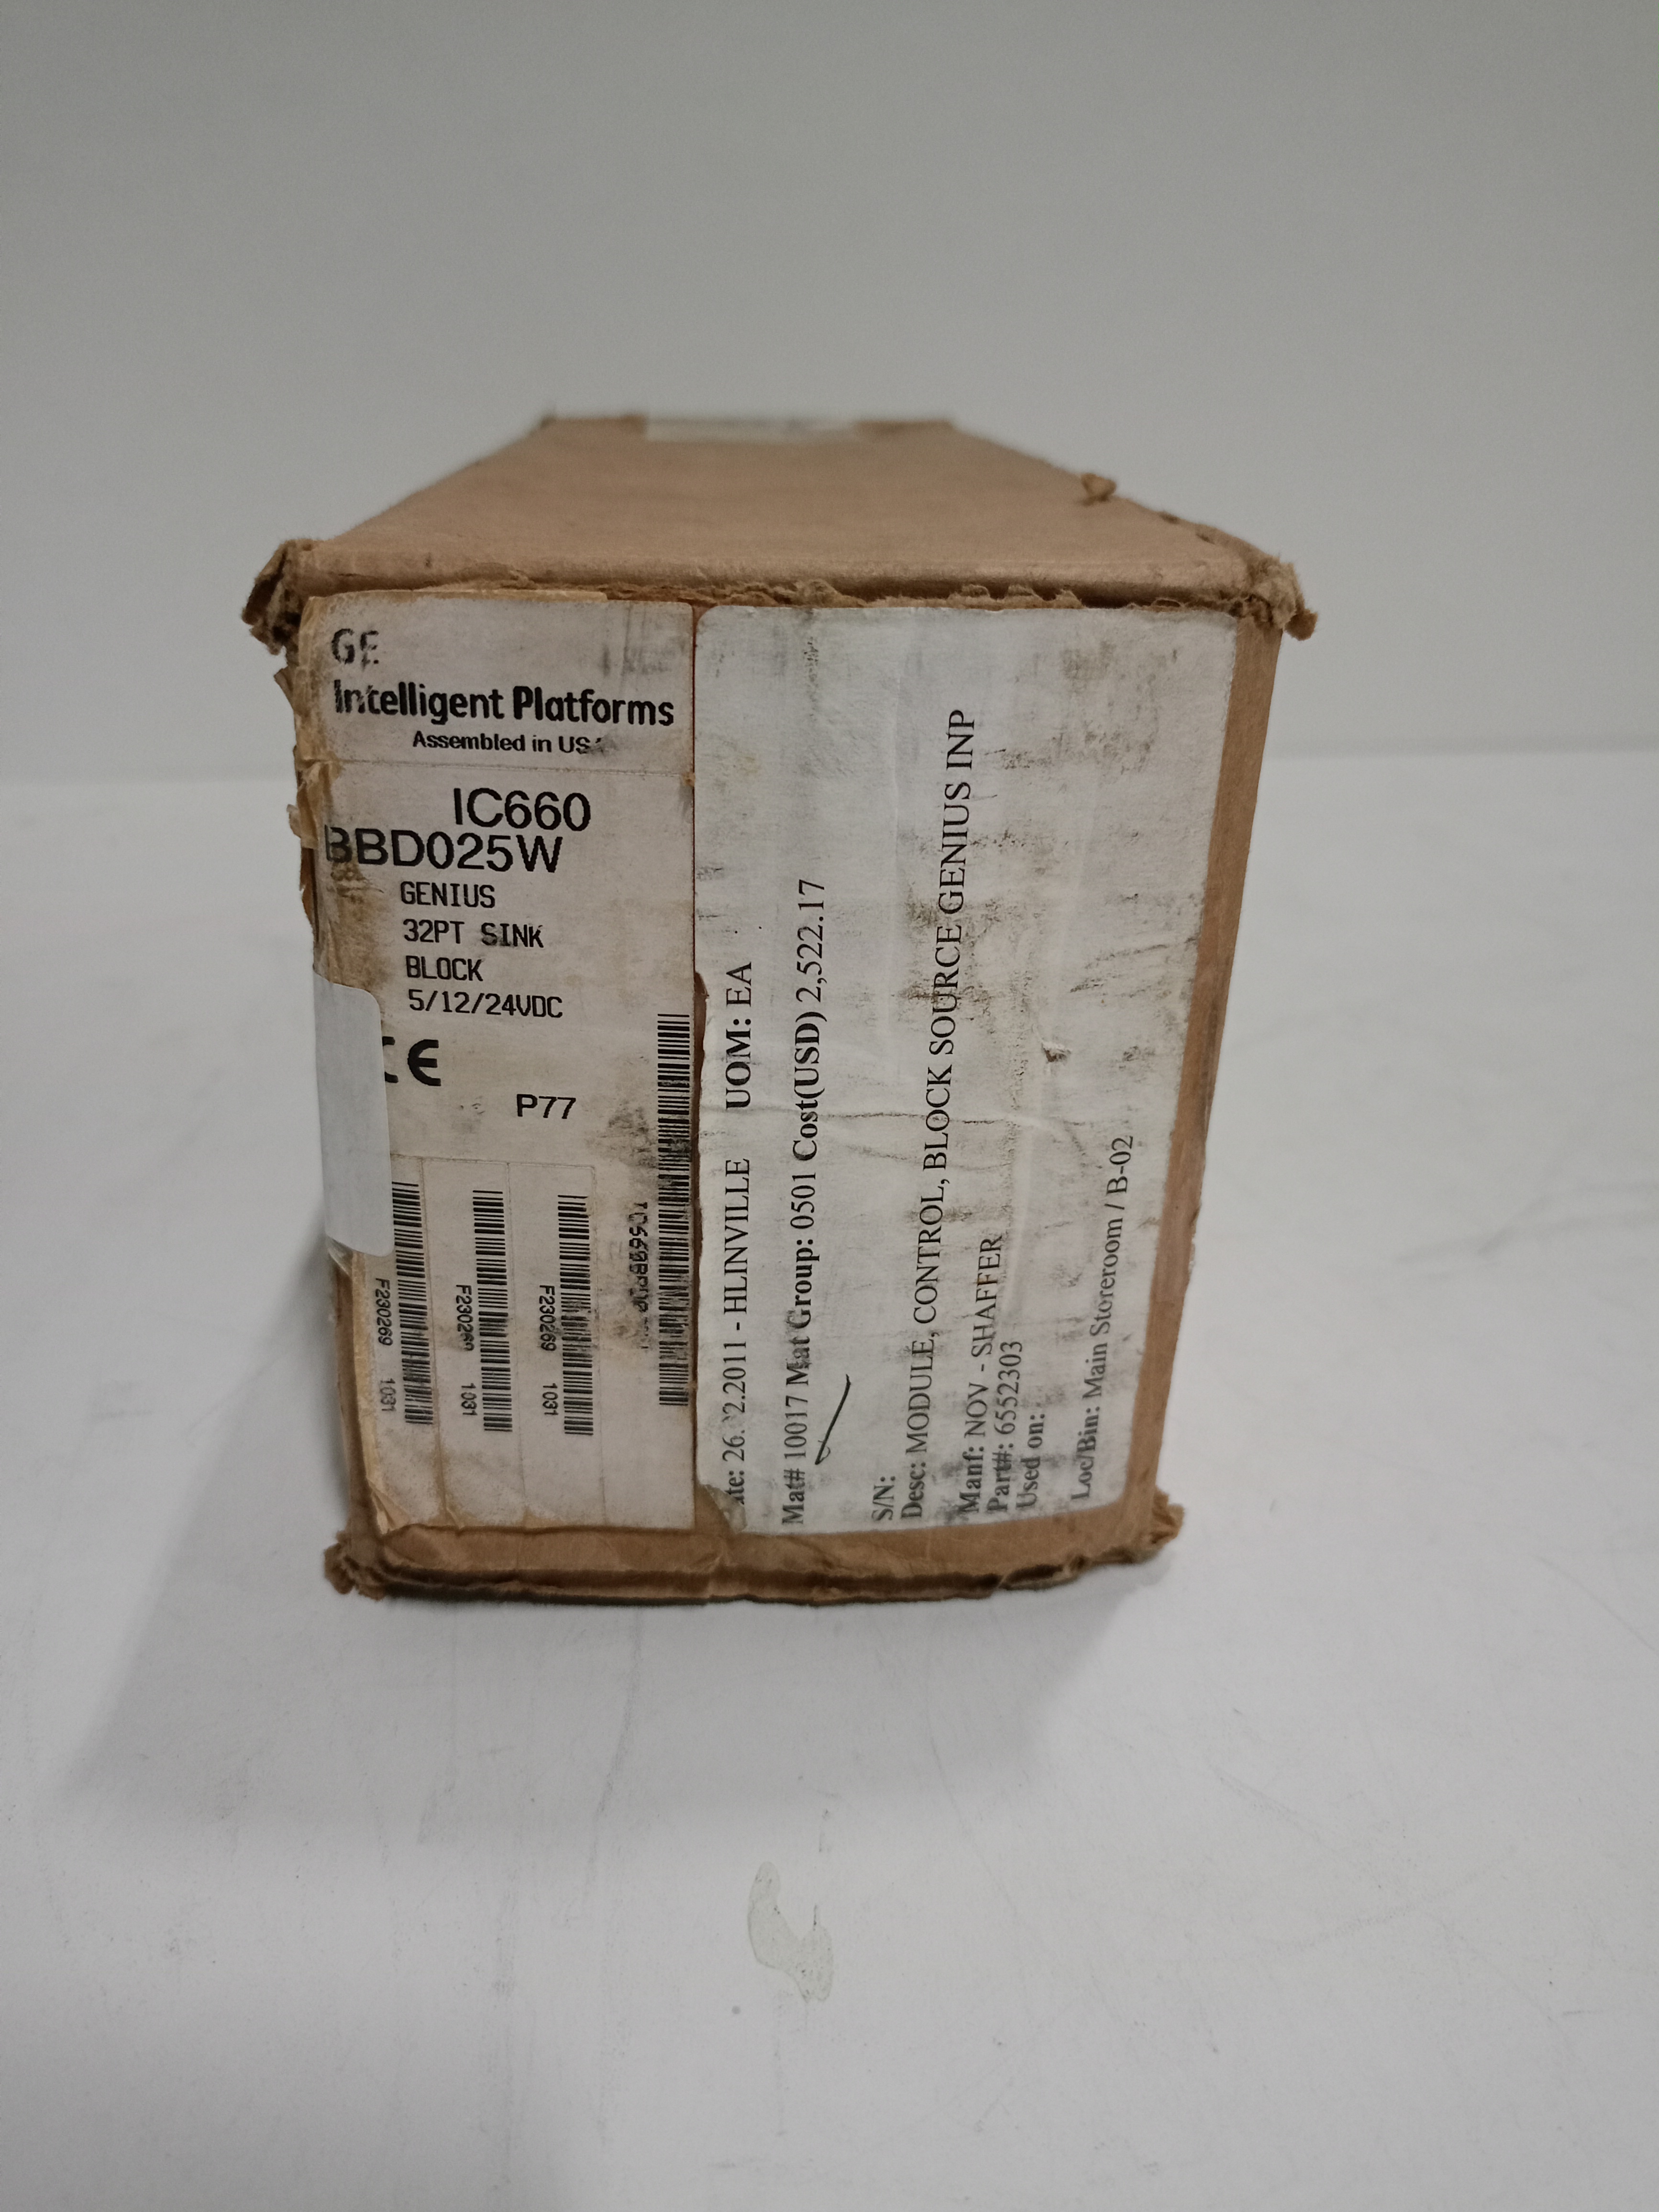 GE
Intelligent Platforms
Assembled in
IC660
BBD025W
GENIUS
32PT SINK
BLOCK
5/12/24VDC
CE
P77
F230269 1031
F230269 1031
F230269 1031
HLINVILLE UOM: EA
Mat# 10017 Mat Group: 0501 Cost(USD) 2,522.17
S/N:
Desc: MODULE, CONTROL, BLOCK SOURCE GENIUS INP
Manf: NOV - SHAFFER
Part#: 6552303
Used on:
Loc/Bin: Main Storeroom / B-02